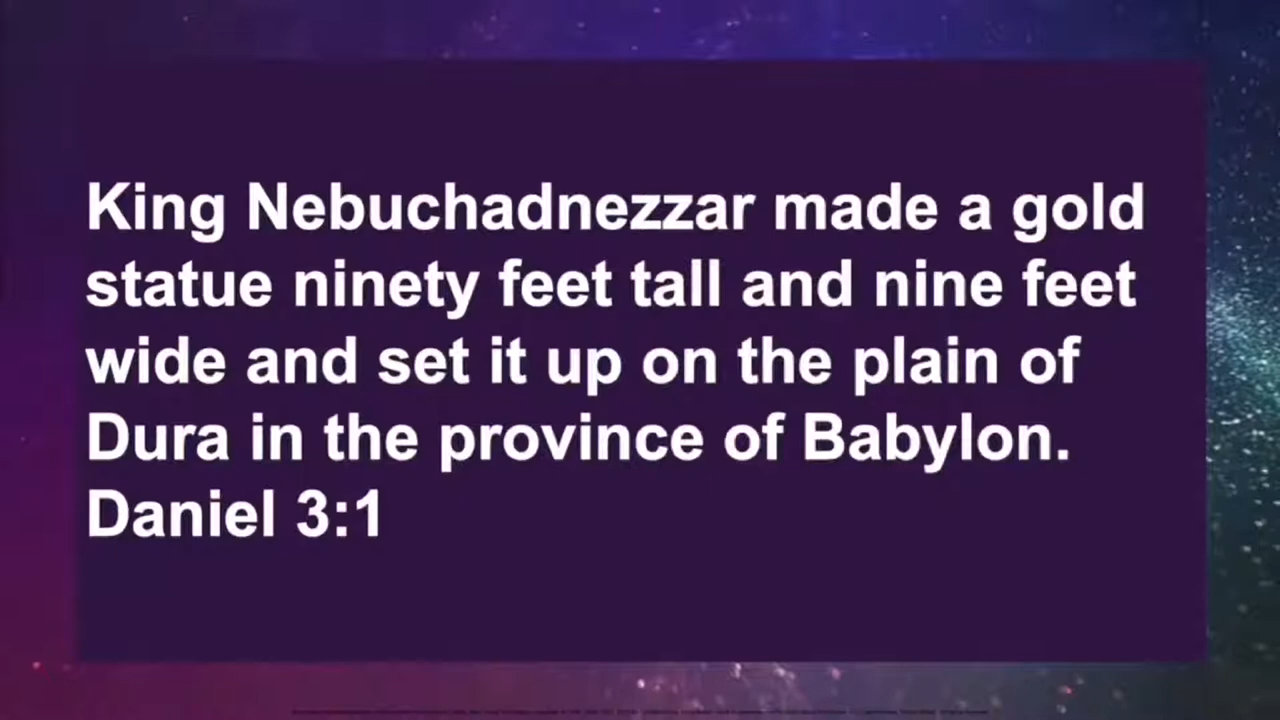 King Nebuchadnezzar made a gold
statue ninety feet tall and nine feet
wide and set it up on the plain of
Dura in the province of Babylon.
Daniel 3:1